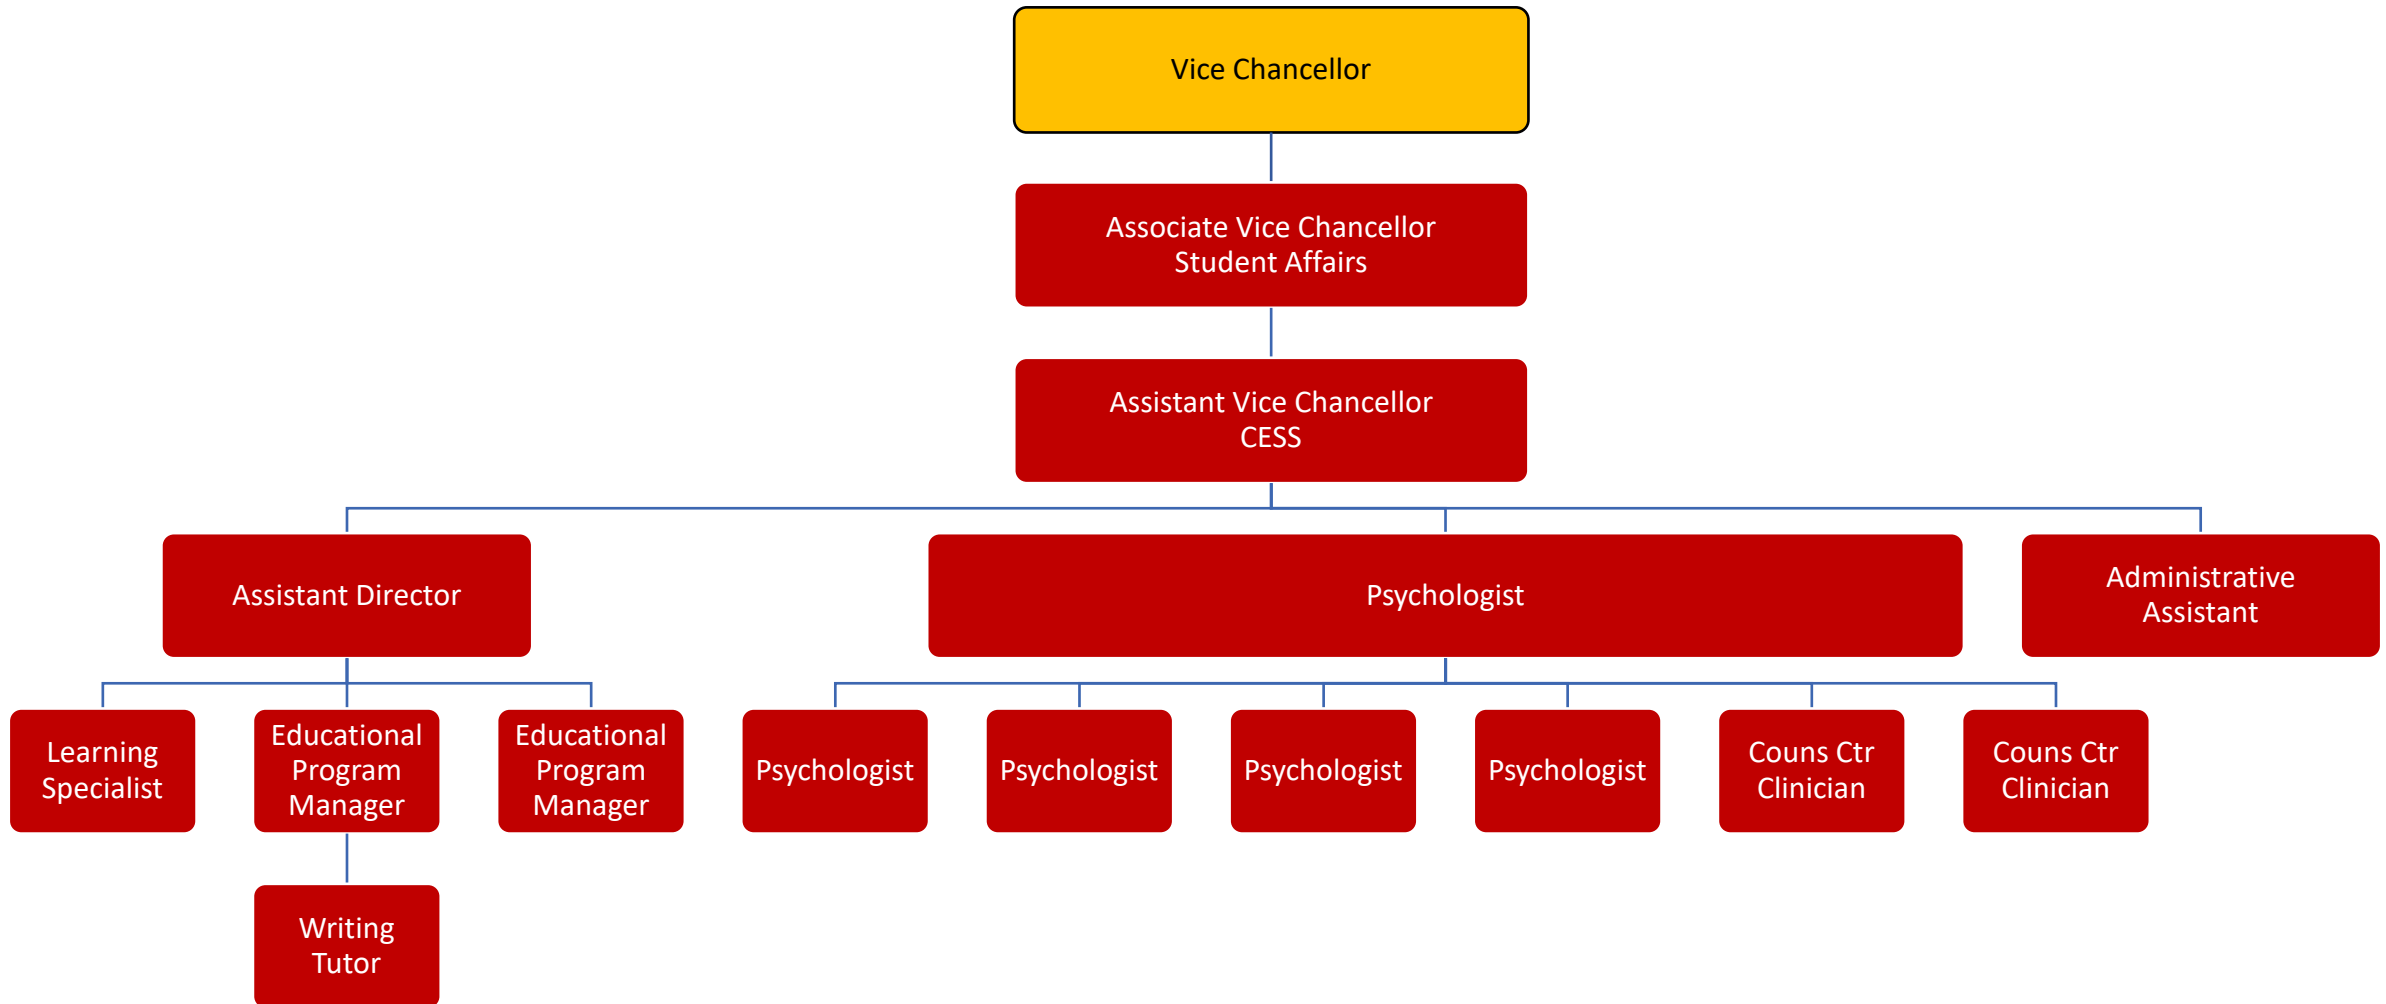 Vice Chancellor
Associate Vice Chancellor
Student Affairs
Assistant Vice Chancellor
CESS
Assistant Director
Psychologist
Administrative
Assistant
Learning
Specialist
Educational
Program
Manager
Educational
Program
Manager
Psychologist
Psychologist
Psychologist
Psychologist
Couns Ctr
Clinician
Couns Ctr
Clinician
Writing
Tutor